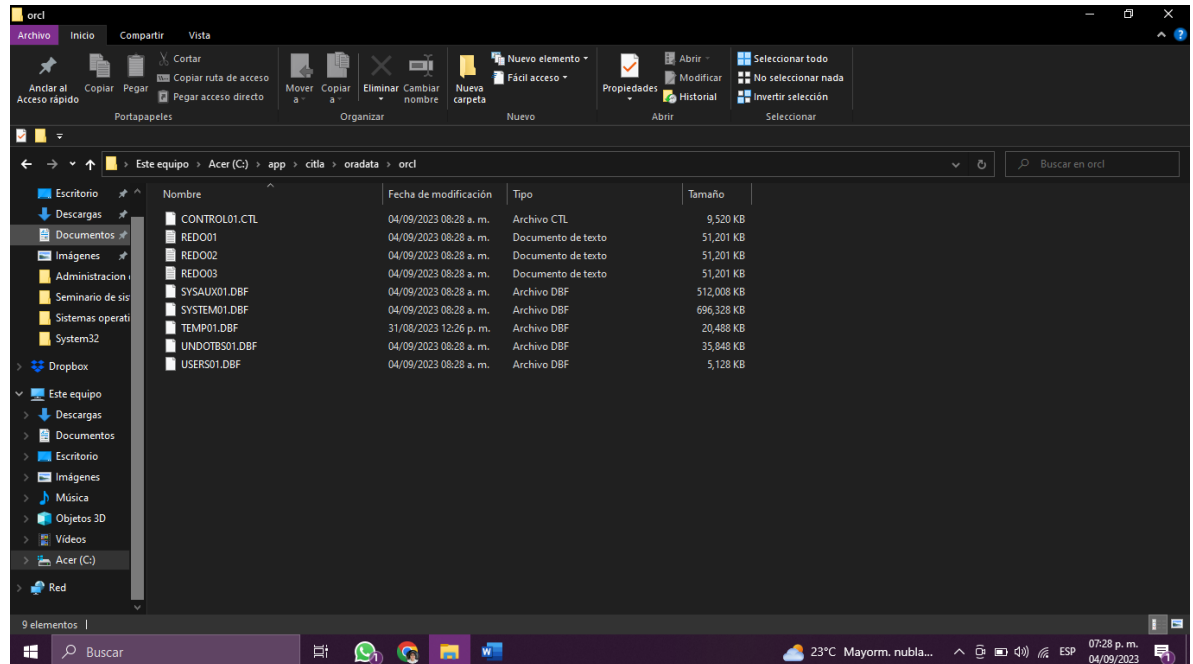 orcl
Archivo Inicio Compartir Vista
Anclar al Acceso rápido
Copiar
Pegar
Cortar
Copiar ruta de acceso
Pegar acceso directo
Portapapeles
Mover a
Copiar a
Eliminar
Cambiar nombre
Organizar
Nueva carpeta
Nuevo elemento
Fácil acceso
Nuevo
Propiedades
Abrir
Modificar
Historial
Abrir
Seleccionar todo
No seleccionar nada
Invertir selección
Seleccionar
Este equipo > Acer (C:) > app > citla > oradata > orcl
Buscar en orcl
Escritorio
Descargas
Documentos
Imágenes
Administracion
Seminario de sis
Sistemas operati
System32
Dropbox
Este equipo
Descargas
Documentos
Escritorio
Imágenes
Música
Objetos 3D
Vídeos
Acer (C:)
Red
Nombre Fecha de modificación Tipo Tamaño
CONTROL01.CTL 04/09/2023 08:28 a. m. Archivo CTL 9,520 KB
REDO01 04/09/2023 08:28 a. m. Documento de texto 51,201 KB
REDO02 04/09/2023 08:28 a. m. Documento de texto 51,201 KB
REDO03 04/09/2023 08:28 a. m. Documento de texto 51,201 KB
SYSAUX01.DBF 04/09/2023 08:28 a. m. Archivo DBF 512,008 KB
SYSTEM01.DBF 04/09/2023 08:28 a. m. Archivo DBF 696,328 KB
TEMP01.DBF 31/08/2023 12:26 p. m. Archivo DBF 20,488 KB
UNDOTBS01.DBF 04/09/2023 08:28 a. m. Archivo DBF 35,848 KB
USERS01.DBF 04/09/2023 08:28 a. m. Archivo DBF 5,128 KB
9 elementos
Buscar
23°C Mayorm. nubla...
ESP
07:28 p. m.
04/09/2023